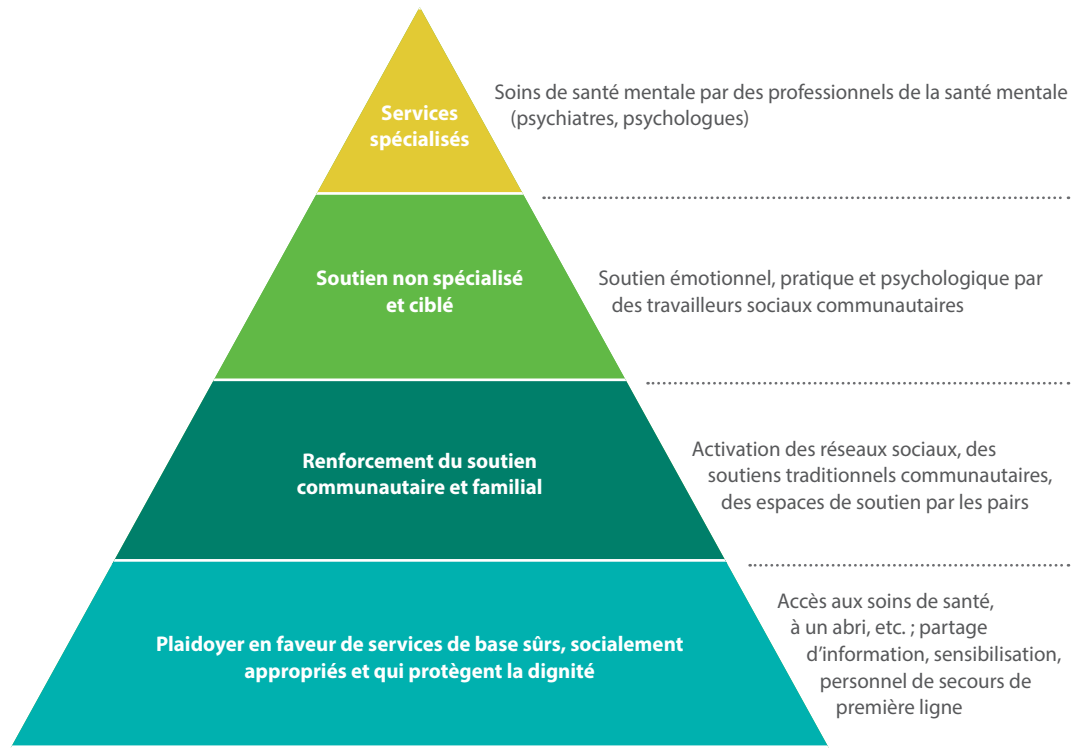 Services
spécialisés
Soins de santé mentale par des professionnels de la santé mentale
(psychiatres, psychologues)
Soutien non spécialisé
et ciblé
Soutien émotionnel, pratique et psychologique par
des travailleurs sociaux communautaires
Renforcement du soutien
communautaire et familial
Activation des réseaux sociaux, des
soutiens traditionnels communautaires,
des espaces de soutien par les pairs
Plaidoyer en faveur de services de base sûrs, socialement
appropriés et qui protègent la dignité
Accès aux soins de santé,
à un abri, etc. ; partage
d’information, sensibilisation,
personnel de secours de
première ligne